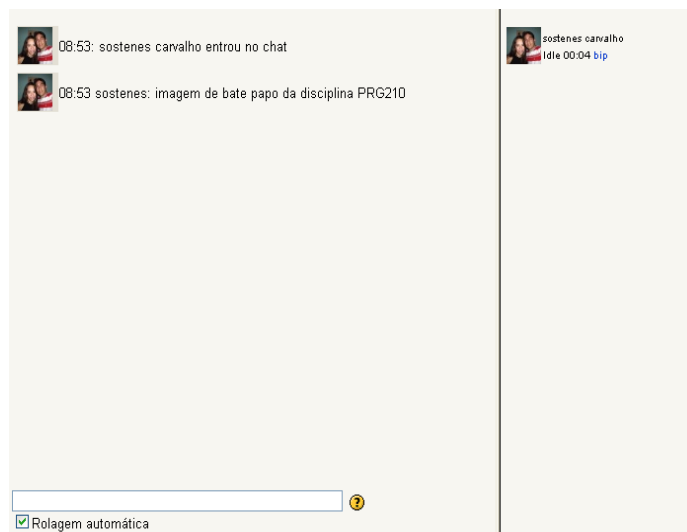 08:53: sostenes carvalho entrou no chat
08:53 sostenes: imagem de bate papo da disciplina PRG210
?
Rolagem automática
sostenes carvalho
Idle 00:04 bip